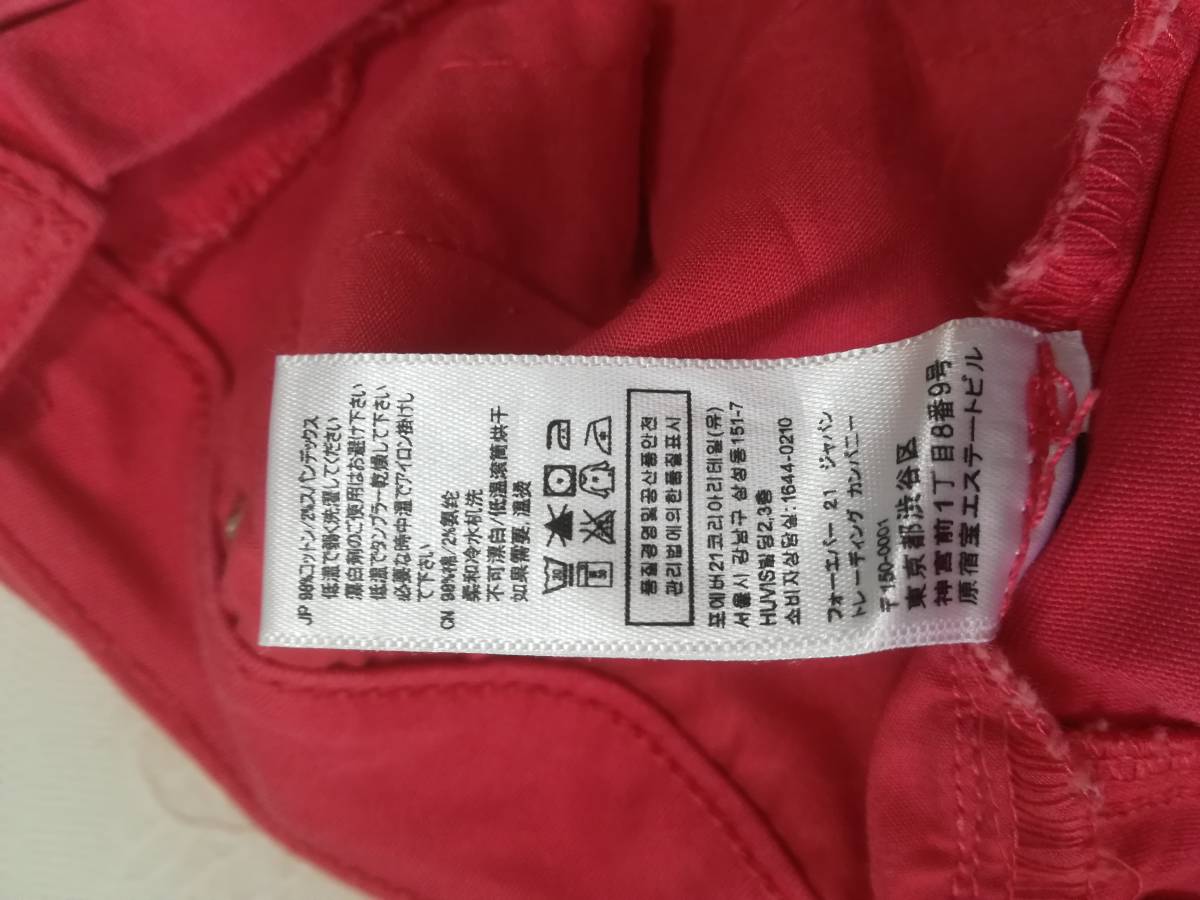 JP 98%コットン/2%スパンデックス
低温で軽く洗濯してください
漂白剤のご使用はお避け下さい
低温でタンブラー乾燥して下さい
必要な時中温でアイロン掛けし
て下さい
CN 98%棉/2%氨纶
柔和冷水机洗
不可漂白/低温滚筒烘干
如果需要, 温烫
품질경영및공산품안전
관리법에의한품질표시
포에버21코리아리테일(유)
서울시 강남구 삼성동151-7
HUVIS빌딩2,3층
소비자상담실:1644-0210
フォーエバー 21 ジャパン
トレーディング カンパニー
〒150-0001
東京都渋谷区
神宮前1丁目8番9号
原宿宝エステートビル